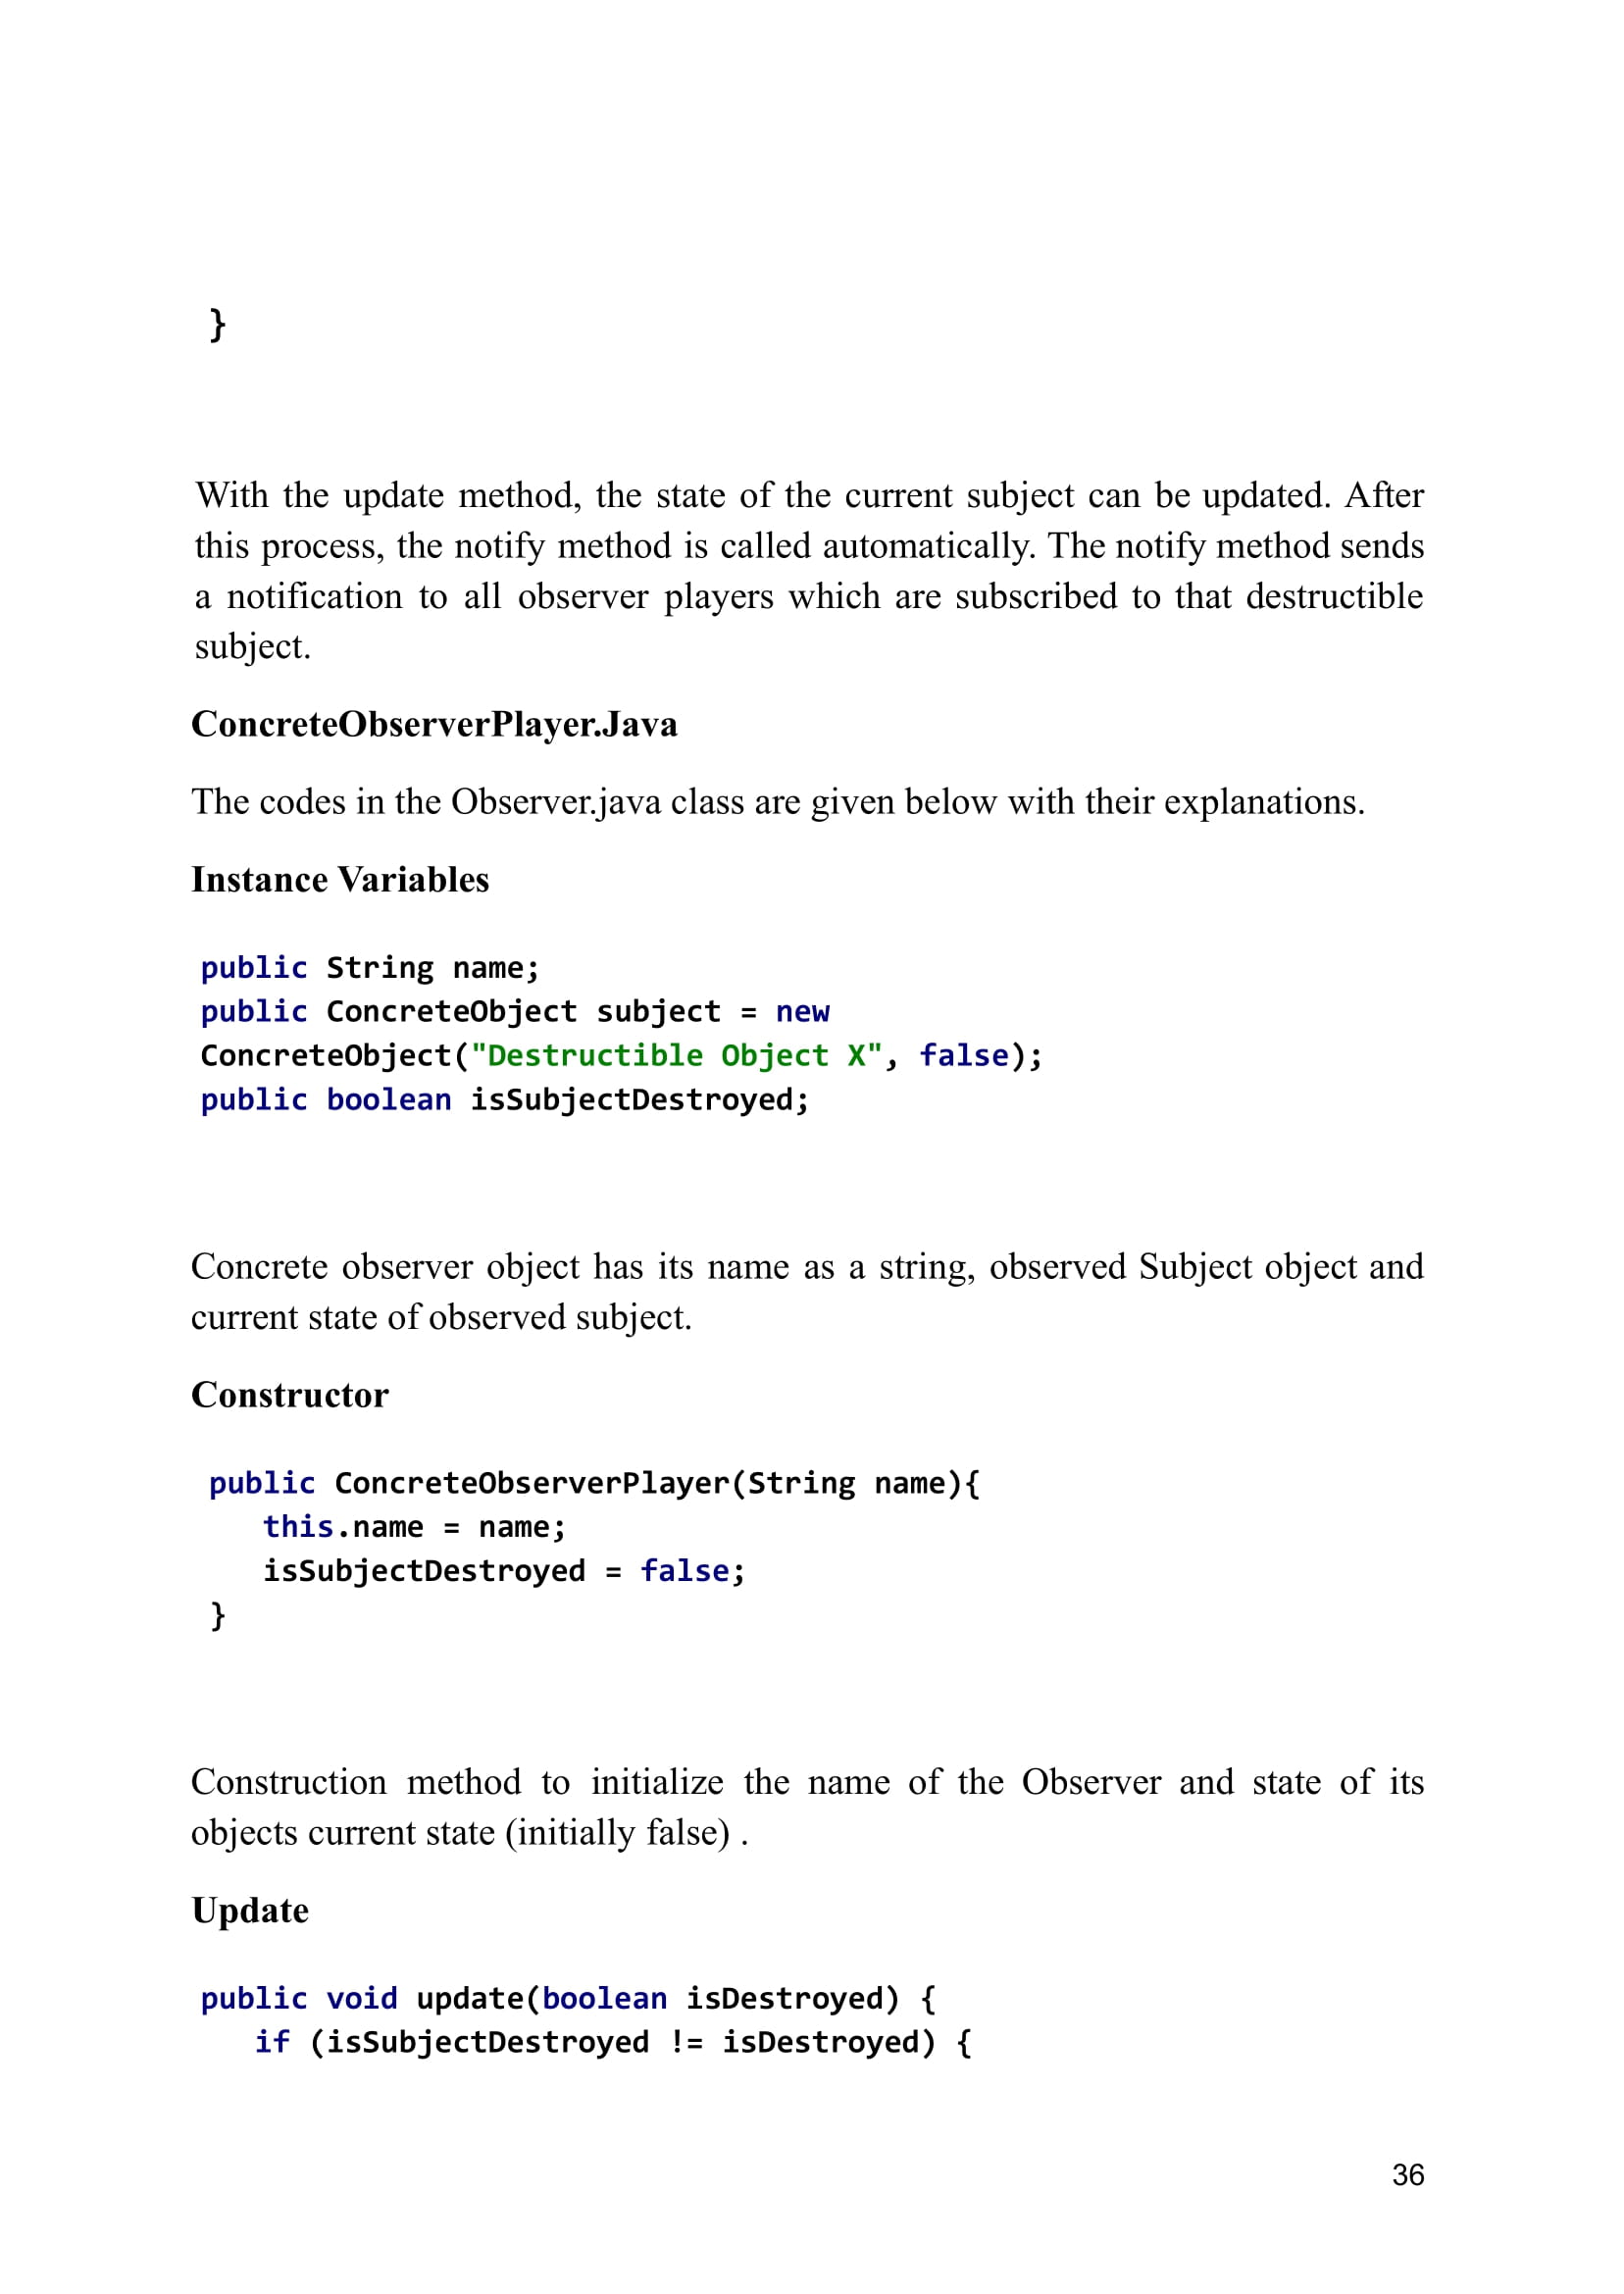 }
With the update method, the state of the current subject can be updated. After
this process, the notify method is called automatically. The notify method sends
a notification to all observer players which are subscribed to that destructible
subject.
ConcreteObserverPlayer.Java
The codes in the Observer.java class are given below with their explanations.
Instance Variables
public String name;
public ConcreteObject subject = new
ConcreteObject("Destructible Object X", false);
public boolean isSubjectDestroyed;
Concrete observer object has its name as a string, observed Subject object and
current state of observed subject.
Constructor
public ConcreteObserverPlayer(String name){
   this.name = name;
   isSubjectDestroyed = false;
}
Construction method to initialize the name of the Observer and state of its
objects current state (initially false) .
Update
public void update(boolean isDestroyed) {
   if (isSubjectDestroyed != isDestroyed) {
36